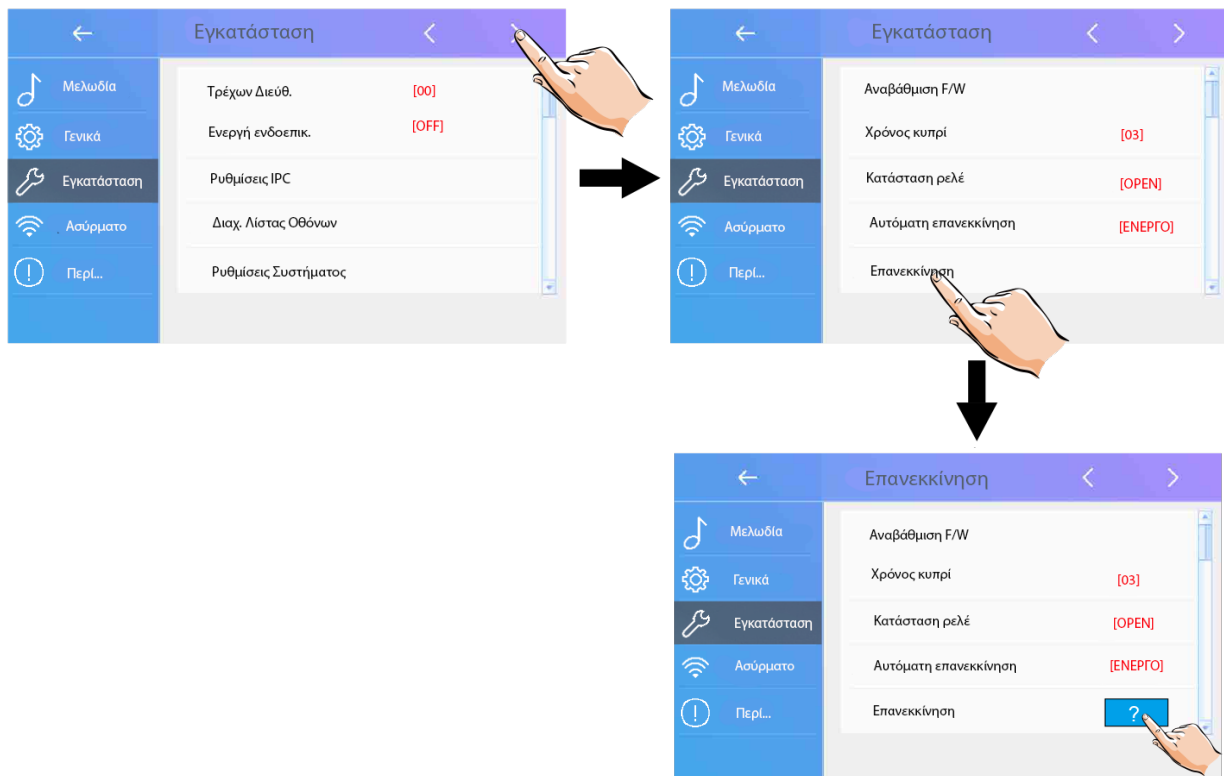 Εγκατάσταση
Μελωδία
Γενικά
Εγκατάσταση
Ασύρματο
Περί...
Τρέχων Διεύθ. [00]
Ενεργή ενδοεπικ. [OFF]
Ρυθμίσεις IPC
Διαχ. Λίστας Οθόνων
Ρυθμίσεις Συστήματος
Εγκατάσταση
Μελωδία
Γενικά
Εγκατάσταση
Ασύρματο
Περί...
Αναβάθμιση F/W
Χρόνος κυπρί [03]
Κατάσταση ρελέ [OPEN]
Αυτόματη επανεκκίνηση [ΕΝΕΡΓΟ]
Επανεκκίνηση
Επανεκκίνηση
Μελωδία
Γενικά
Εγκατάσταση
Ασύρματο
Περί...
Αναβάθμιση F/W
Χρόνος κυπρί [03]
Κατάσταση ρελέ [OPEN]
Αυτόματη επανεκκίνηση [ΕΝΕΡΓΟ]
Επανεκκίνηση ?